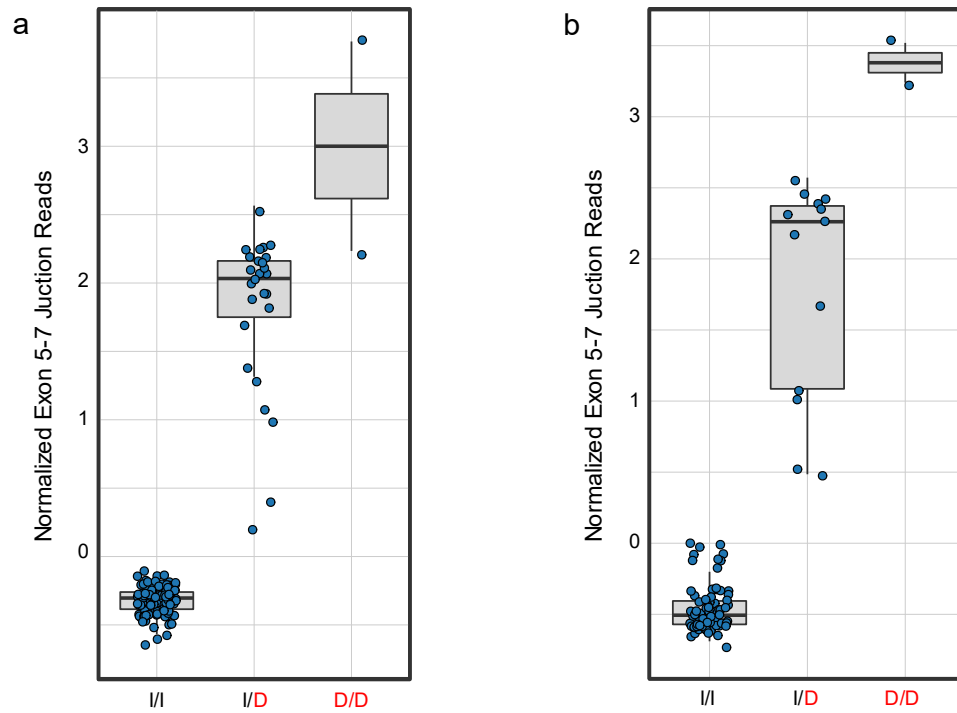 a
Normalized Exon 5-7 Juction Reads
3
2
1
0
I/I
I/D
D/D
b
Normalized Exon 5-7 Juction Reads
3
2
1
0
I/I
I/D
D/D